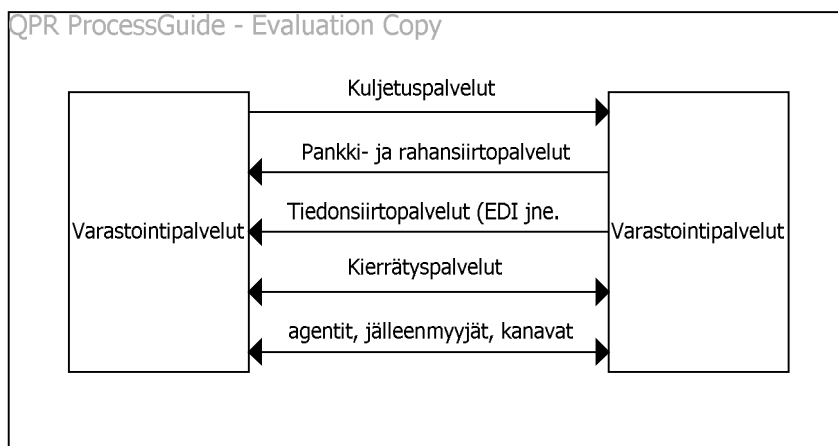 QPR ProcessGuide - Evaluation Copy
Kuljetuspalvelut
Pankki- ja rahansiirtopalvelut
Tiedonsiirtopalvelut (EDI jne.
Varastointipalvelut
Varastointipalvelut
Kierrätyspalvelut
agentit, jälleenmyyjät, kanavat